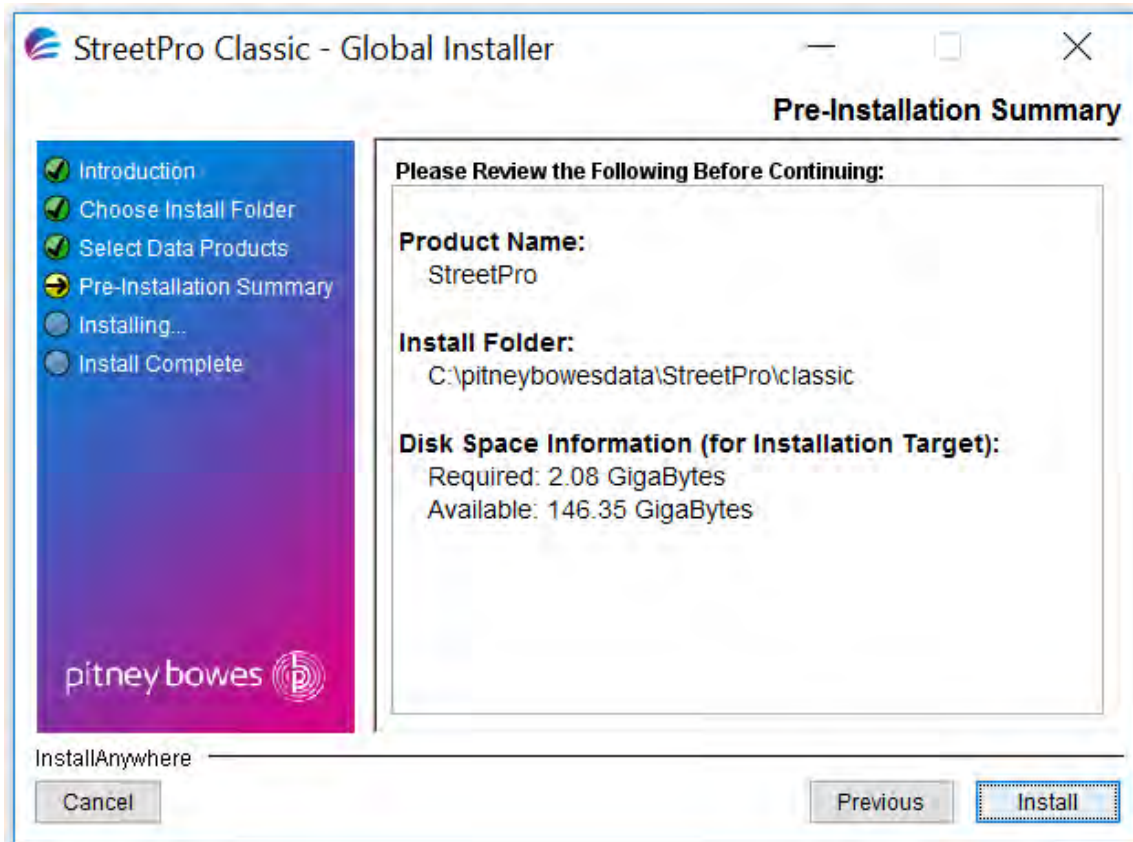 StreetPro Classic - Global Installer
Pre-Installation Summary
Introduction
Choose Install Folder
Select Data Products
Pre-Installation Summary
Installing...
Install Complete
pitney bowes
Please Review the Following Before Continuing:
Product Name:
StreetPro
Install Folder:
C:\pitneybowesdata\StreetPro\classic
Disk Space Information (for Installation Target):
Required: 2.08 GigaBytes
Available: 146.35 GigaBytes
InstallAnywhere
Cancel
Previous
Install